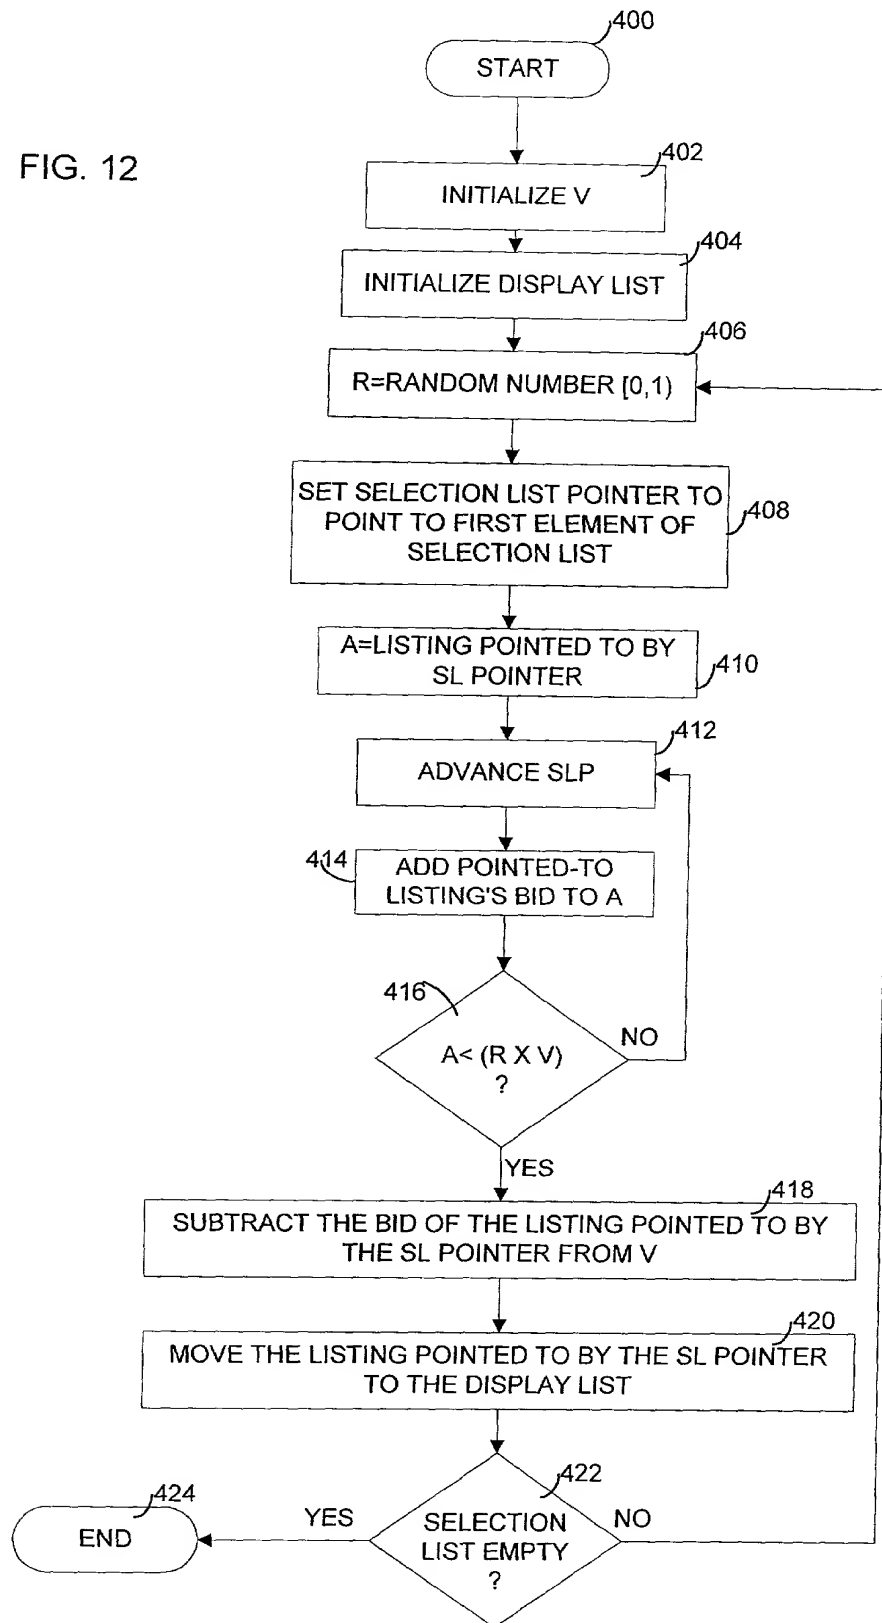 400
START
FIG. 12
402
INITIALIZE V
404
INITIALIZE DISPLAY LIST
406
R=RANDOM NUMBER [0,1)
SET SELECTION LIST POINTER TO
POINT TO FIRST ELEMENT OF
SELECTION LIST
408
A=LISTING POINTED TO BY
SL POINTER
410
412
ADVANCE SLP
414
ADD POINTED-TO
LISTING'S BID TO A
416
A< (R X V)
?
NO
YES
418
SUBTRACT THE BID OF THE LISTING POINTED TO BY
THE SL POINTER FROM V
420
MOVE THE LISTING POINTED TO BY THE SL POINTER
TO THE DISPLAY LIST
422
424
END
YES
SELECTION
LIST EMPTY
?
NO